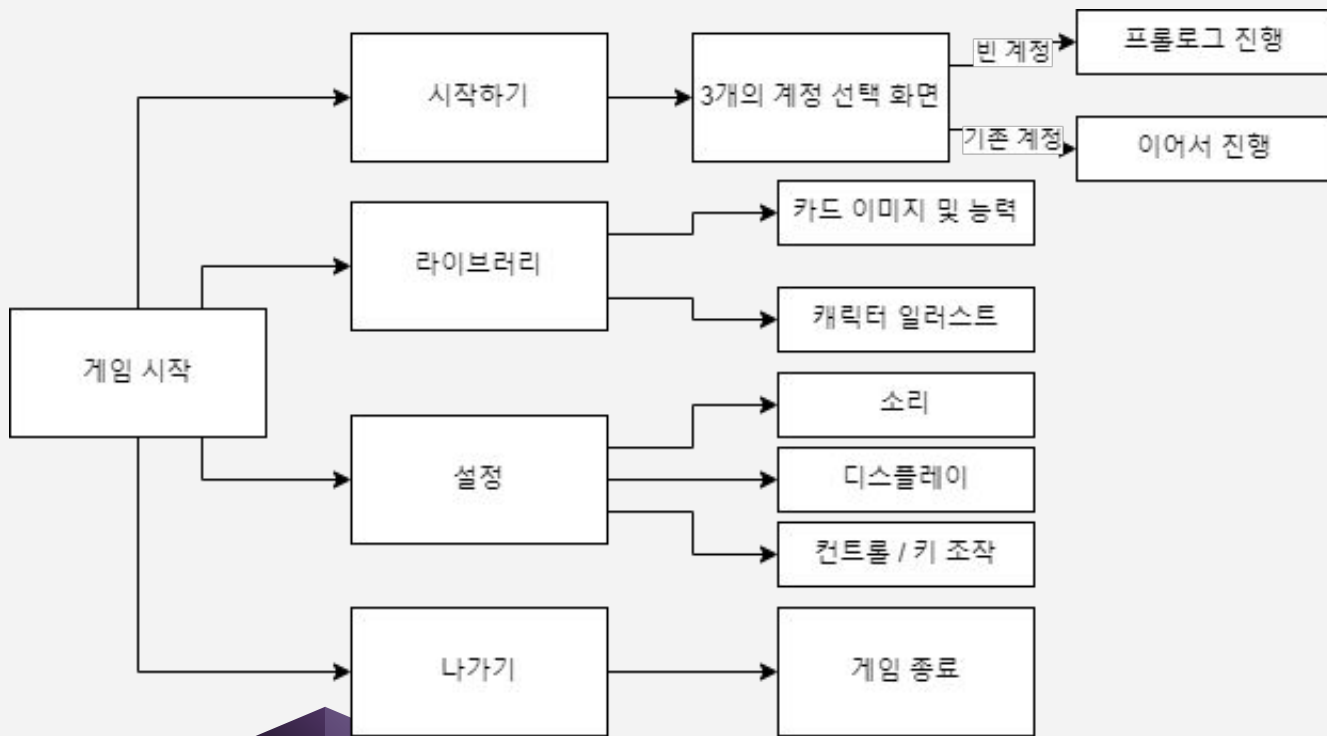 시작하기
3개의 계정 선택 화면
빈 계정
프롤로그 진행
기존 계정
이어서 진행
라이브러리
카드 이미지 및 능력
캐릭터 일러스트
게임 시작
설정
소리
디스플레이
컨트롤 / 키 조작
나가기
게임 종료